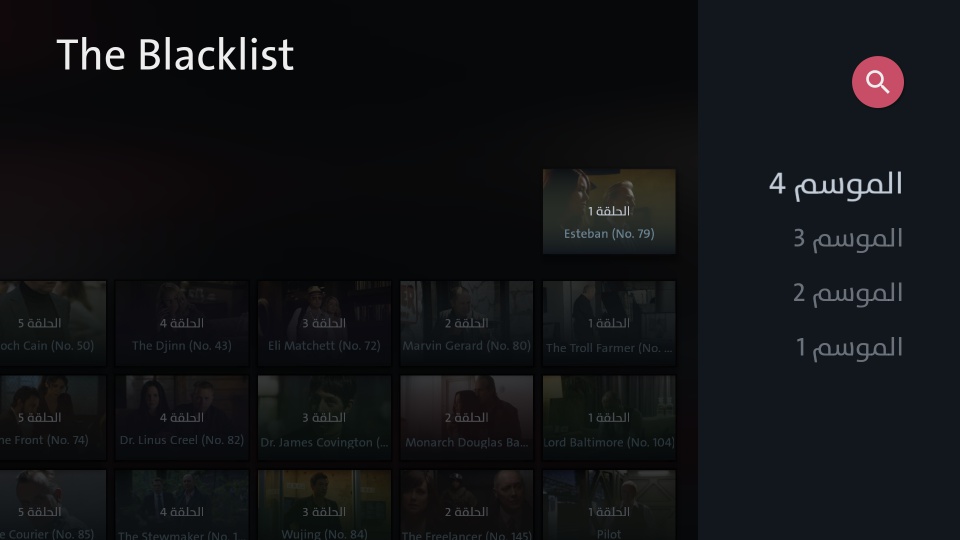 The Blacklist
الموسم 4
الموسم 3
الموسم 2
الموسم 1
الحلقة 1
Esteban (No. 79)
الحلقة 1
The Troll Farmer (No. ...
الحلقة 2
Marvin Gerard (No. 80)
الحلقة 3
Eli Matchett (No. 72)
الحلقة 4
The Djinn (No. 43)
الحلقة 5
och Cain (No. 50)
الحلقة 1
Lord Baltimore (No. 104)
الحلقة 2
Monarch Douglas Ba...
الحلقة 3
Dr. James Covington (...
الحلقة 4
Dr. Linus Creel (No. 82)
الحلقة 5
he Front (No. 74)
الحلقة 1
Pilot
الحلقة 2
The Freelancer (No. 145)
الحلقة 3
Wujing (No. 84)
الحلقة 4
The Stewmaker (No. 1
الحلقة 5
e Courier (No. 85)